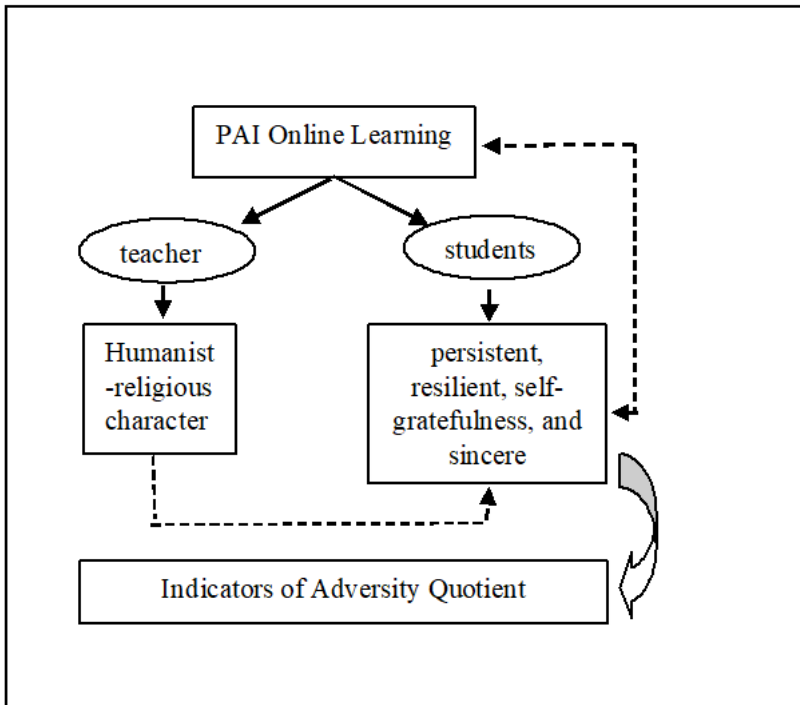 PAI Online Learning
teacher
students
Humanist
-religious
character
persistent,
resilient, self-
gratefulness, and
sincere
Indicators of Adversity Quotient